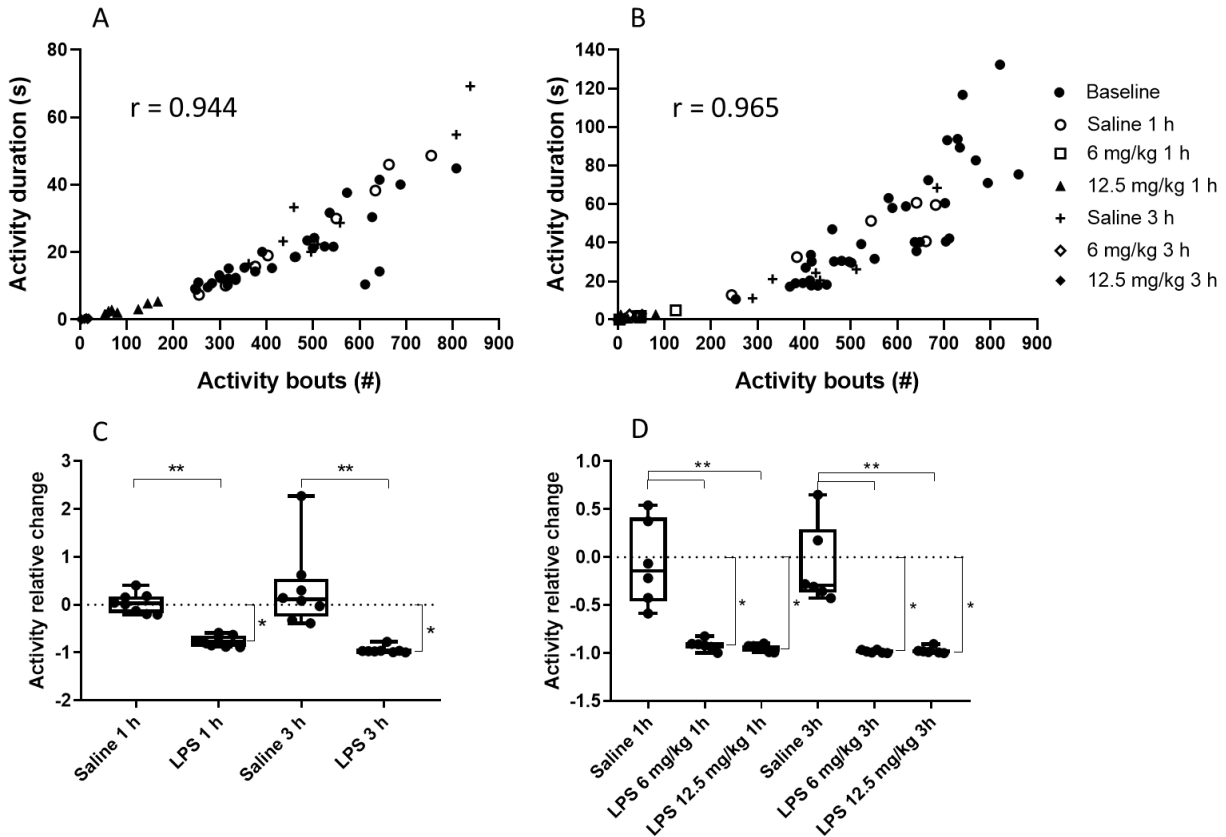 A
Activity duration (s)
80
60
40
20
0
r = 0.944
0 100 200 300 400 500 600 700 800 900
Activity bouts (#)
B
Activity duration (s)
140
120
100
80
60
40
20
0
r = 0.965
0 100 200 300 400 500 600 700 800 900
Activity bouts (#)
Baseline
Saline 1 h
6 mg/kg 1 h
12.5 mg/kg 1 h
Saline 3 h
6 mg/kg 3 h
12.5 mg/kg 3 h
C
Activity relative change
3
2
1
0
-1
-2
** **
* *
Saline 1 h
LPS 1 h
Saline 3 h
LPS 3 h
D
Activity relative change
1.0
0.5
0.0
-0.5
-1.0
-1.5
** **
* * * *
Saline 1h
LPS 6 mg/kg 1h
LPS 12.5 mg/kg 1h
Saline 3h
LPS 6 mg/kg 3h
LPS 12.5 mg/kg 3h